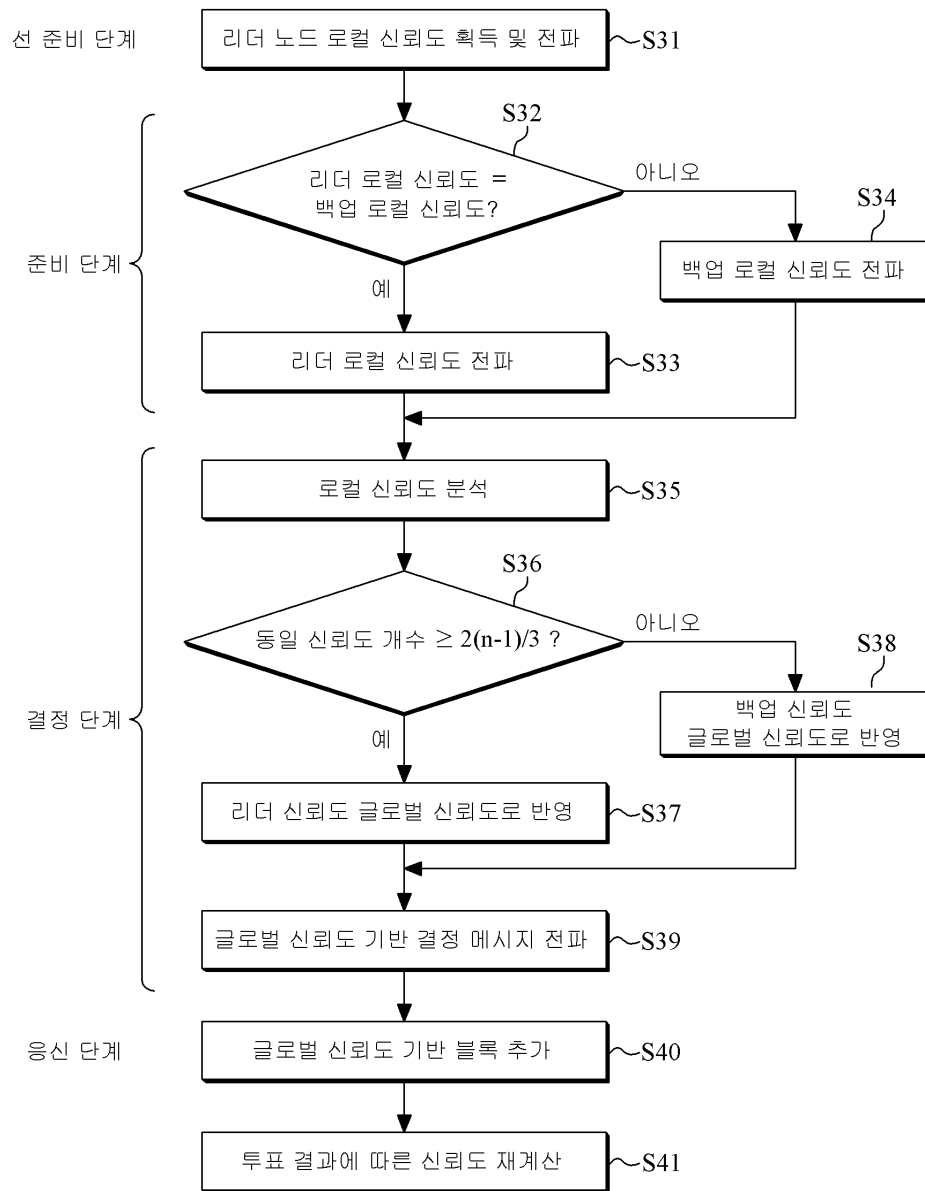 선 준비 단계
리더 노드 로컬 신뢰도 획득 및 전파
S31
S32
리더 로컬 신뢰도 =
백업 로컬 신뢰도?
아니오
S34
백업 로컬 신뢰도 전파
준비 단계
예
리더 로컬 신뢰도 전파
S33
로컬 신뢰도 분석
S35
S36
동일 신뢰도 개수 ≥ 2(n-1)/3 ?
아니오
S38
백업 신뢰도
글로벌 신뢰도로 반영
결정 단계
예
리더 신뢰도 글로벌 신뢰도로 반영
S37
글로벌 신뢰도 기반 결정 메시지 전파
S39
응신 단계
글로벌 신뢰도 기반 블록 추가
S40
투표 결과에 따른 신뢰도 재계산
S41